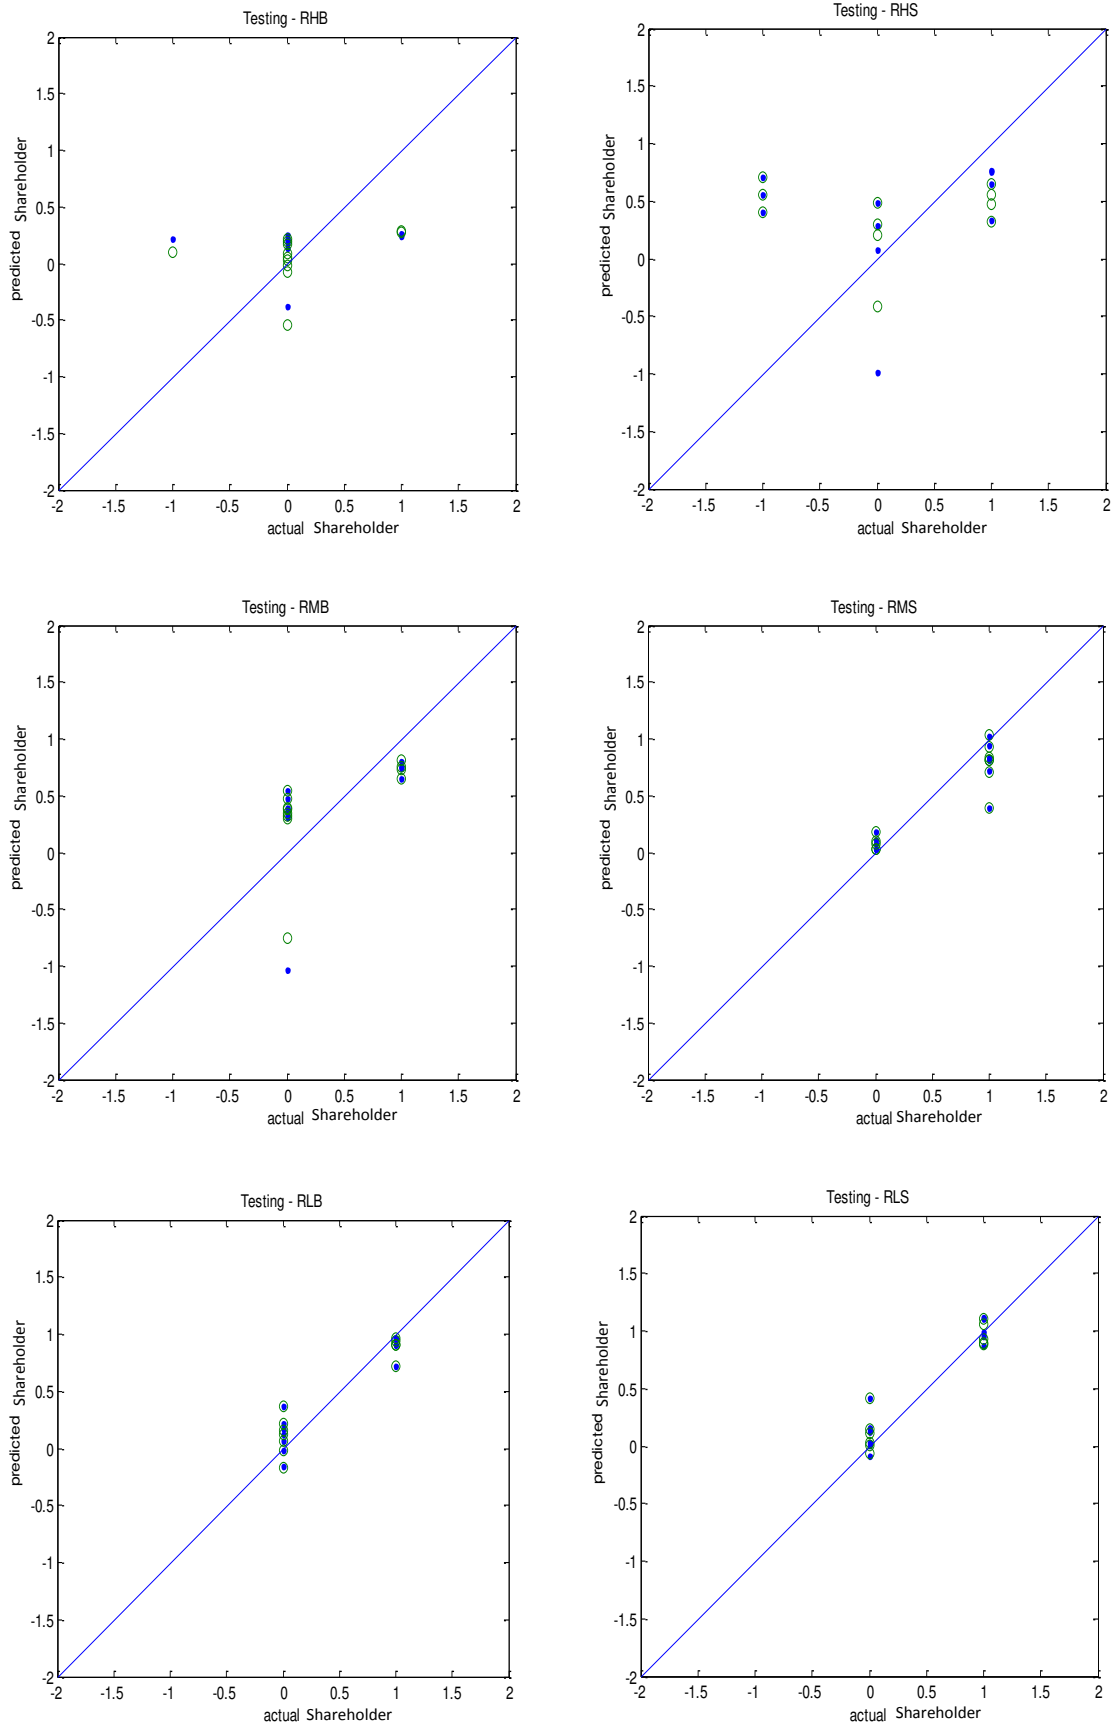 Testing - RHB
2
1.5
1
0.5
0
-0.5
-1
-1.5
-2
-2 -1.5 -1 -0.5 0 0.5 1 1.5 2
predicted Shareholder
actual Shareholder
Testing - RHS
2
1.5
1
0.5
0
-0.5
-1
-1.5
-2
-2 -1.5 -1 -0.5 0 0.5 1 1.5 2
predicted Shareholder
actual Shareholder
Testing - RMB
2
1.5
1
0.5
0
-0.5
-1
-1.5
-2
-2 -1.5 -1 -0.5 0 0.5 1 1.5 2
predicted Shareholder
actual Shareholder
Testing - RMS
2
1.5
1
0.5
0
-0.5
-1
-1.5
-2
-2 -1.5 -1 -0.5 0 0.5 1 1.5 2
predicted Shareholder
actual Shareholder
Testing - RLB
2
1.5
1
0.5
0
-0.5
-1
-1.5
-2
-2 -1.5 -1 -0.5 0 0.5 1 1.5 2
predicted Shareholder
actual Shareholder
Testing - RLS
2
1.5
1
0.5
0
-0.5
-1
-1.5
-2
-2 -1.5 -1 -0.5 0 0.5 1 1.5 2
predicted Shareholder
actual Shareholder